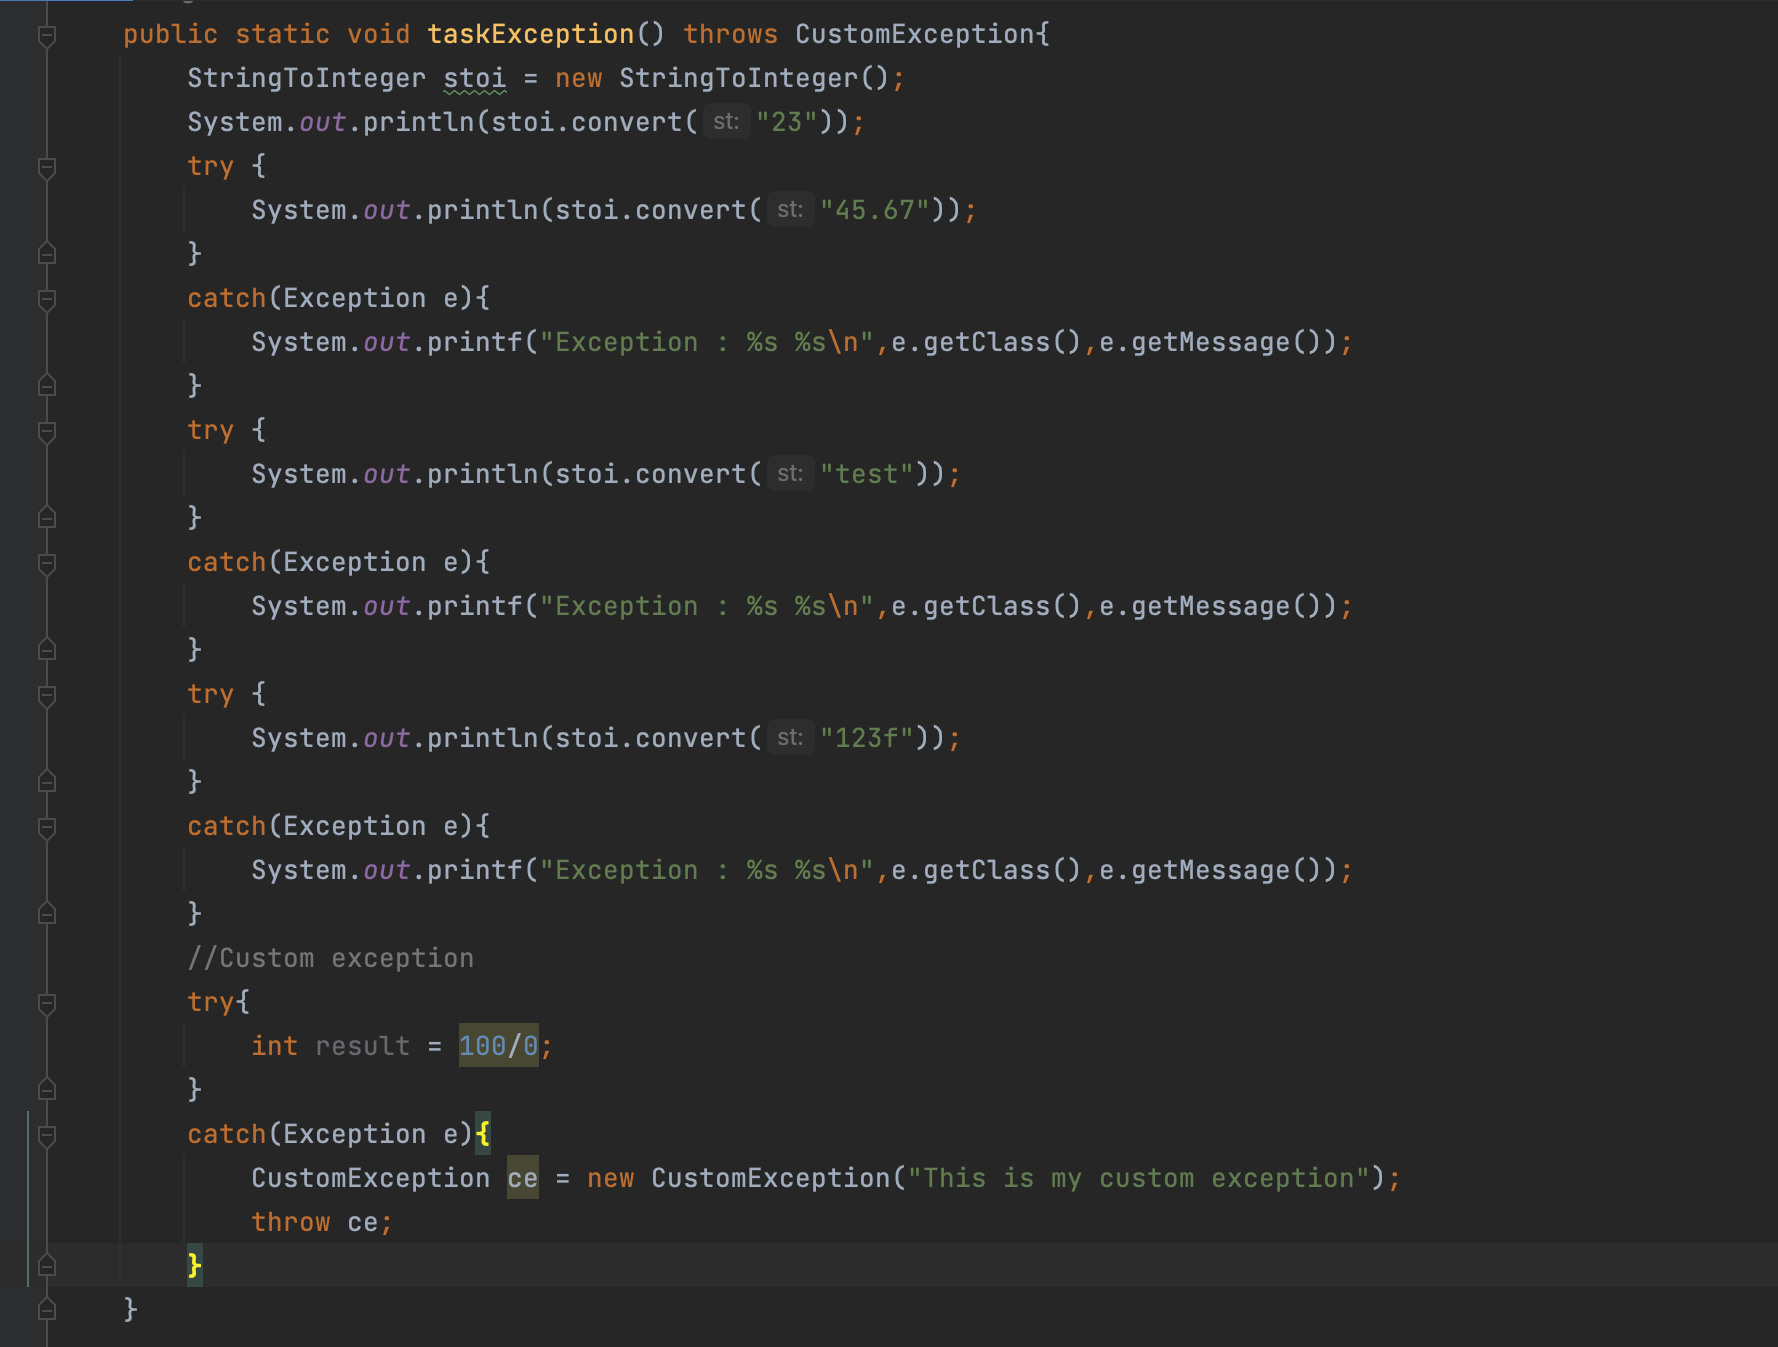 public static void taskException() throws CustomException{
StringToInteger stoi = new StringToInteger();
System.out.println(stoi.convert( st: "23"));
try {
System.out.println(stoi.convert( st: "45.67"));
}
catch(Exception e){
System.out.printf("Exception : %s %s\n",e.getClass(),e.getMessage());
}
try {
System.out.println(stoi.convert( st: "test"));
}
catch(Exception e){
System.out.printf("Exception : %s %s\n",e.getClass(),e.getMessage());
}
try {
System.out.println(stoi.convert( st: "123f"));
}
catch(Exception e){
System.out.printf("Exception : %s %s\n",e.getClass(),e.getMessage());
}
//Custom exception
try{
int result = 100/0;
}
catch(Exception e){
CustomException ce = new CustomException("This is my custom exception");
throw ce;
}
}